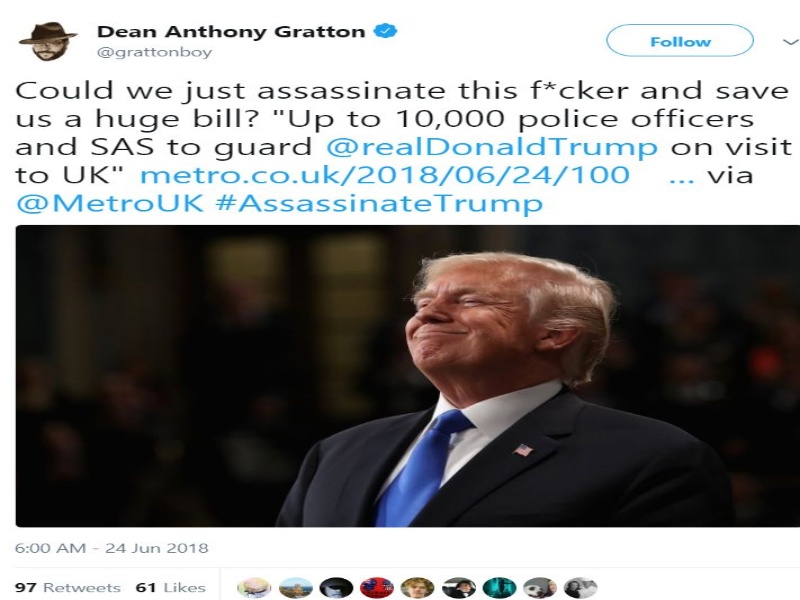 Dean Anthony Gratton
@grattonboy
Follow
Could we just assassinate this f*cker and save
us a huge bill? "Up to 10,000 police officers
and SAS to guard @realDonaldTrump on visit
to UK" metro.co.uk/2018/06/24/100 ... via
@MetroUK #AssassinateTrump
6:00 AM - 24 Jun 2018
97 Retweets 61 Likes